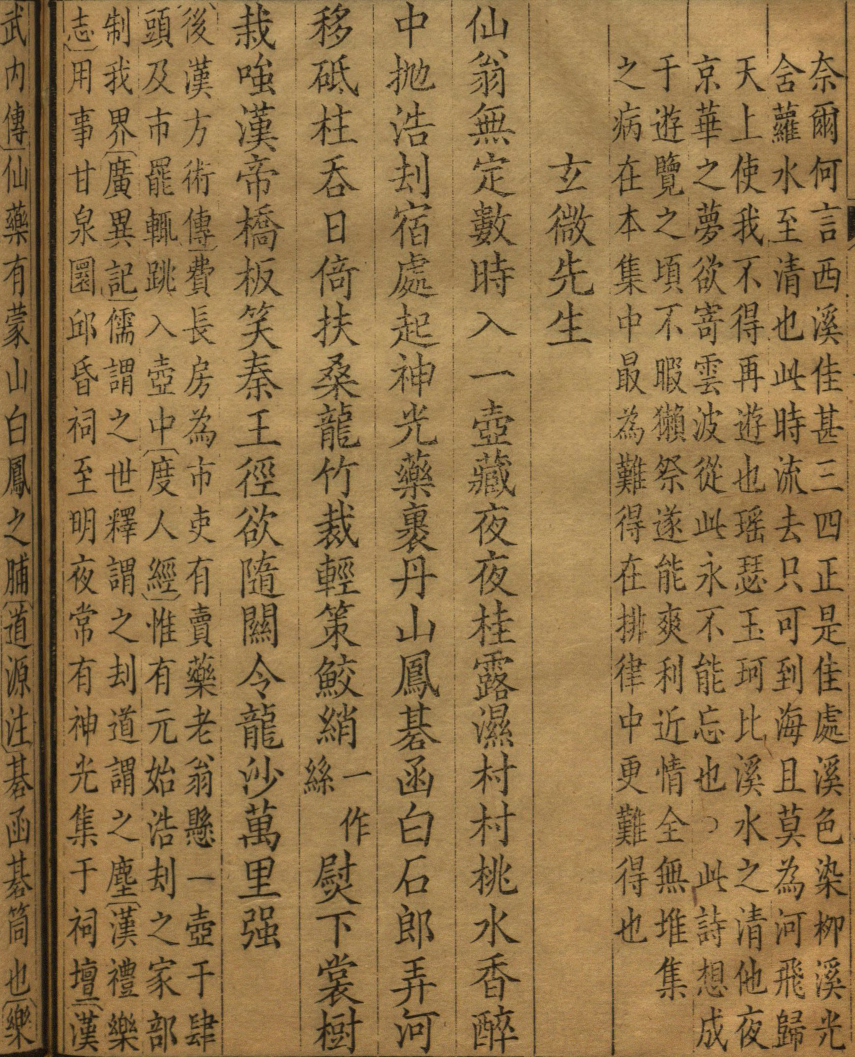 奈爾何言西溪佳甚三四正是佳處溪色染柳溪光
含蘿水至清也此時流去只可到海且莫為河飛歸
天上使我不得再遊也瑤瑟玉珂比溪水之清他夜
京華之夢欲寄雲波從此永不能忘也○此詩想成
于遊覽之頃不暇獺祭遂能爽利近情全無堆集
之病在本集中最為難得在排律中更難得也
玄微先生
仙翁無定數時入一壺藏夜夜桂露濕村村桃水香醉
中拋浩刦宿處起神光藥裹丹山鳳碁函白石郎弄河
移砥柱吞日倚扶桑龍竹裁輕策鮫綃一作絲熨下裳樹
栽嗤漢帝橋板笑秦王徑欲隨關令龍沙萬里强
後漢方術傳費長房為市吏有賣藥老翁懸一壺于肆
頭及市罷輒跳入壺中度人經惟有元始浩刦之家部
制我界廣異記儒謂之世釋謂之刦道謂之塵漢禮樂
志用事甘泉圜邱昏祠至明夜常有神光集于祠壇漢
武內傳仙藥有蒙山白鳳之脯道源注碁函碁筒也樂